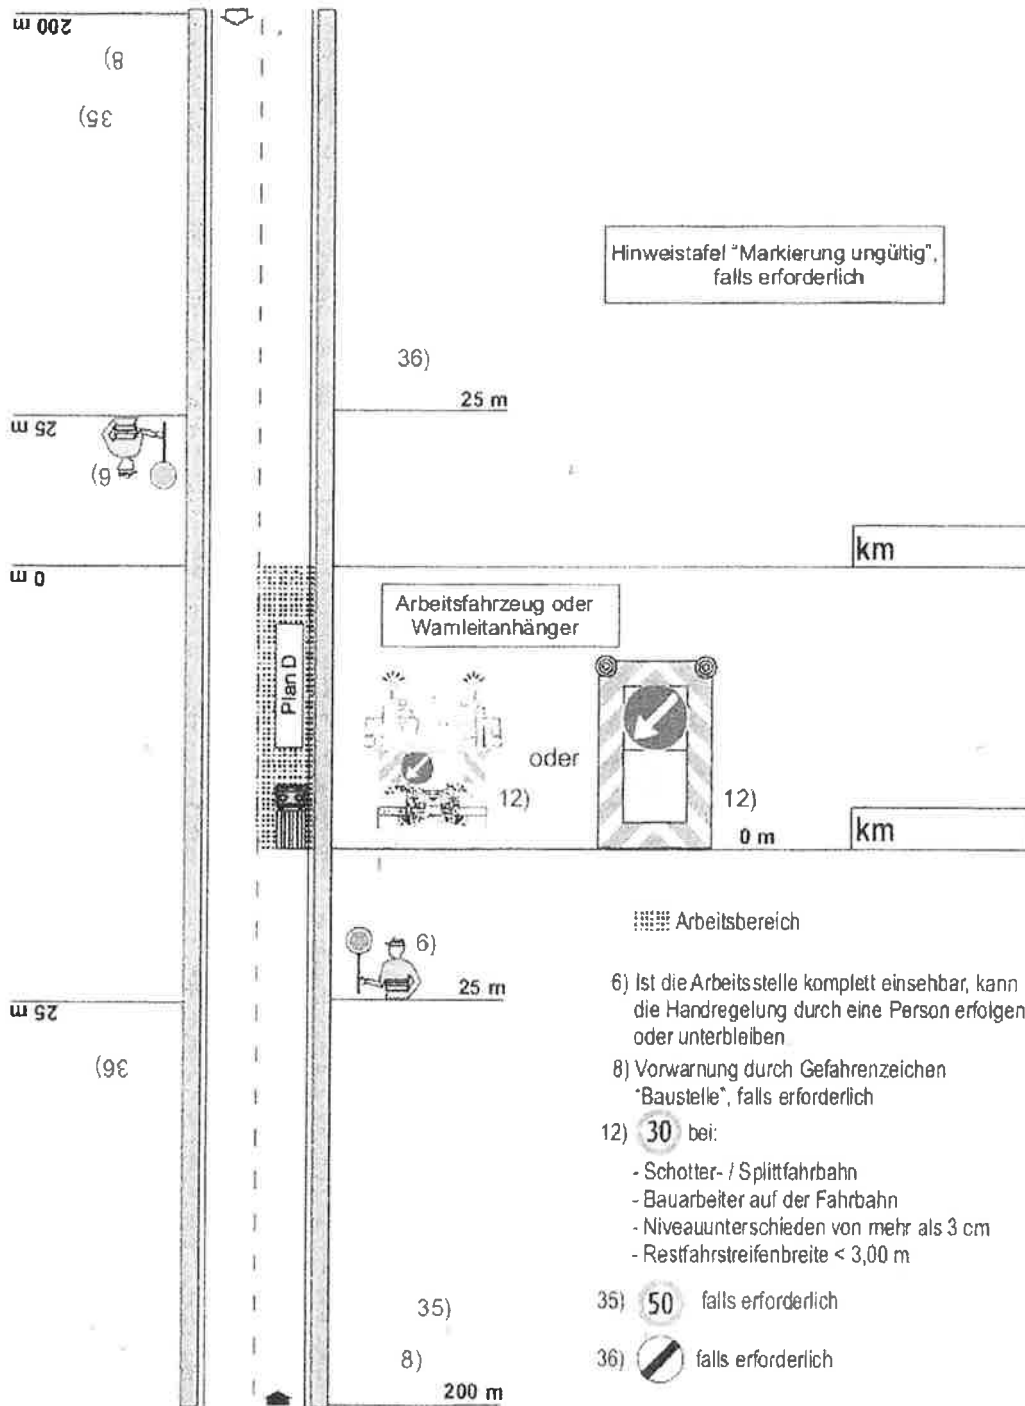 200 m
8)
35)
Hinweistafel "Markierung ungültig",
falls erforderlich
36)
25 m
25 m
6)
km
0 m
Arbeitsfahrzeug oder
Warnleitanhänger
Plan D
oder
12)
12)
0 m
km
Arbeitsbereich
6)
25 m
25 m
6) Ist die Arbeitsstelle komplett einsehbar, kann
die Handregelung durch eine Person erfolgen
oder unterbleiben
36)
8) Vorwarnung durch Gefahrenzeichen
"Baustelle", falls erforderlich
12) 30 bei:
- Schotter- / Splittfahrbahn
- Bauarbeiter auf der Fahrbahn
- Niveauunterschieden von mehr als 3 cm
- Restfahrstreifenbreite < 3,00 m
35)
35) 50 falls erforderlich
8)
36) falls erforderlich
200 m